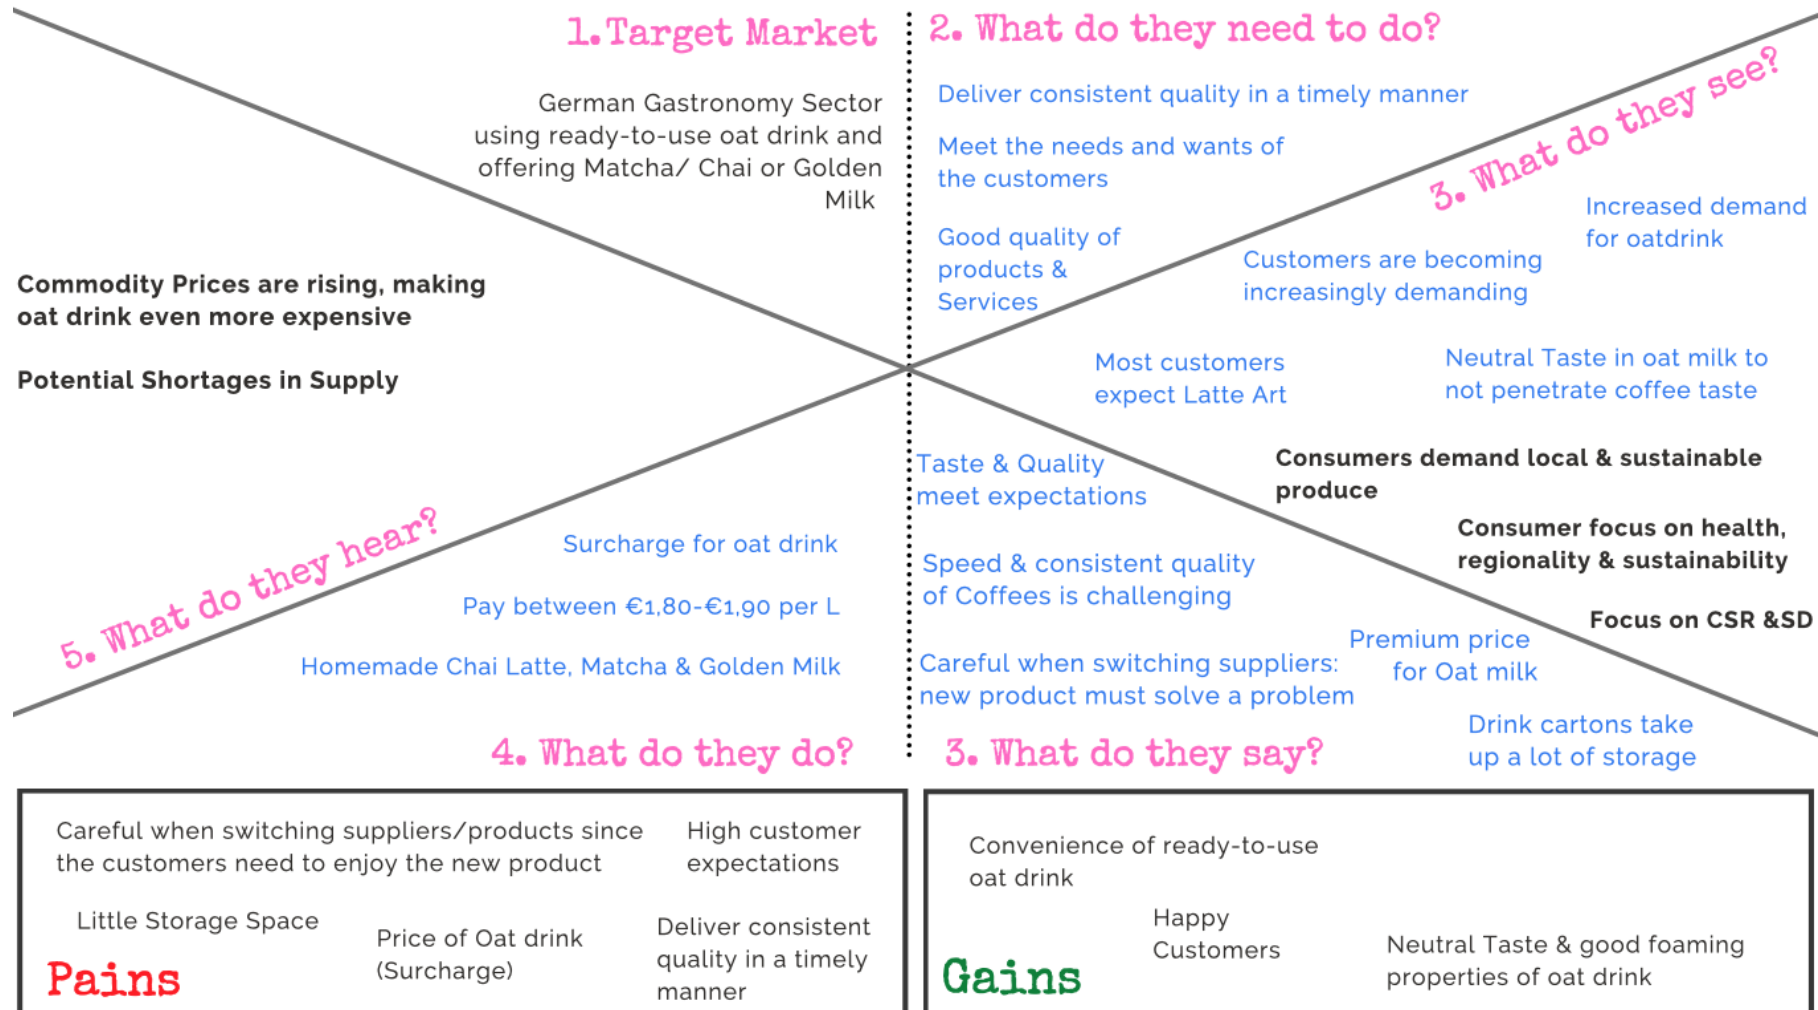 1.Target Market
German Gastronomy Sector
using ready-to-use oat drink and
offering Matcha/ Chai or Golden
Milk
2. What do they need to do?
Deliver consistent quality in a timely manner
Meet the needs and wants of
the customers
Good quality of
products &
Services
3. What do they see?
Increased demand
for oatdrink
Customers are becoming
increasingly demanding
Most customers
expect Latte Art
Neutral Taste in oat milk to
not penetrate coffee taste
Consumers demand local & sustainable
produce
Consumer focus on health,
regionality & sustainability
Focus on CSR &SD
Commodity Prices are rising, making
oat drink even more expensive
Potential Shortages in Supply
5. What do they hear?
Surcharge for oat drink
Pay between €1,80-€1,90 per L
Homemade Chai Latte, Matcha & Golden Milk
4. What do they do?
Taste & Quality
meet expectations
Speed & consistent quality
of Coffees is challenging
Careful when switching suppliers:
new product must solve a problem
Premium price
for Oat milk
Drink cartons take
up a lot of storage
3. What do they say?
Careful when switching suppliers/products since
the customers need to enjoy the new product
High customer
expectations
Little Storage Space
Price of Oat drink
(Surcharge)
Deliver consistent
quality in a timely
manner
Pains
Convenience of ready-to-use
oat drink
Happy
Customers
Neutral Taste & good foaming
properties of oat drink
Gains